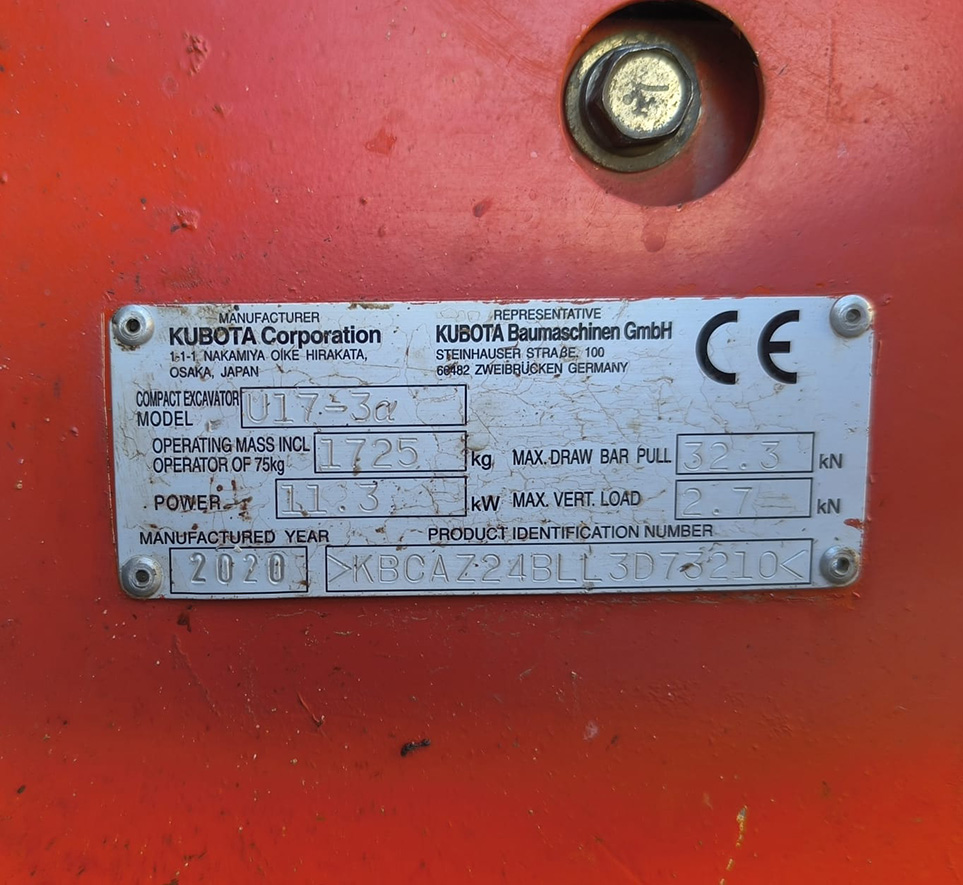 MANUFACTURER
KUBOTA Corporation
1-1-1 NAKAMIYA OIKE HIRAKATA,
OSAKA, JAPAN
REPRESENTATIVE
KUBOTA Baumaschinen GmbH
STEINHAUSER STRAßE, 100
66482 ZWEIBRÜCKEN GERMANY
CE
COMPACT EXCAVATOR
MODEL U17-3a
OPERATING MASS INCL
OPERATOR OF 75kg 1725 kg
MAX. DRAW BAR PULL 32.3 kN
POWER 11.3 kW
MAX. VERT. LOAD 2.7 kN
MANUFACTURED YEAR
2020
PRODUCT IDENTIFICATION NUMBER
>KBCAZ24BLL3D73210<